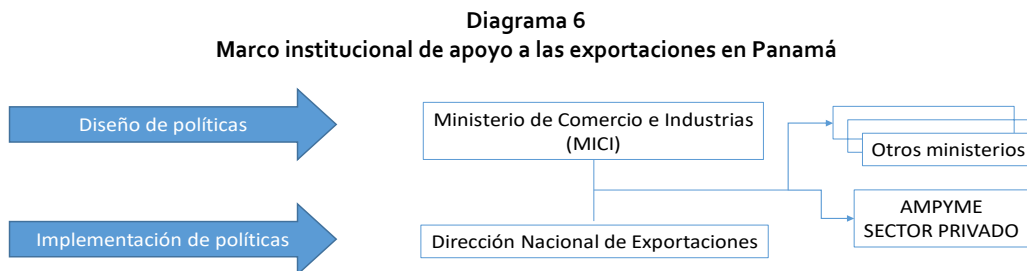 Diagrama 6
Marco institucional de apoyo a las exportaciones en Panamá
Diseño de políticas
Ministerio de Comercio e Industrias
(MICI)
Otros ministerios
AMPYME
SECTOR PRIVADO
Implementación de políticas
Dirección Nacional de Exportaciones